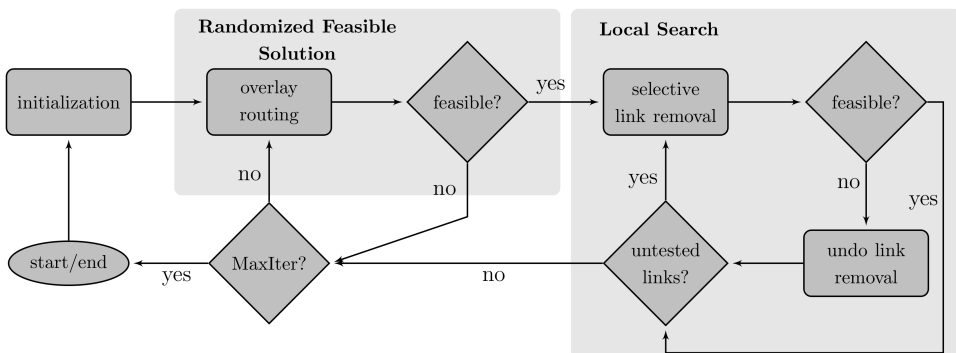 Randomized Feasible
Solution
Local Search
initialization
overlay
routing
feasible?
yes
selective
link removal
feasible?
no
no
yes
no
yes
start/end
yes
MaxIter?
no
untested
links?
undo link
removal